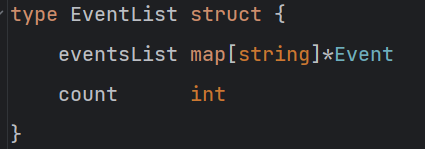 type EventList struct {
    eventsList map[string]*Event
    count      int
}